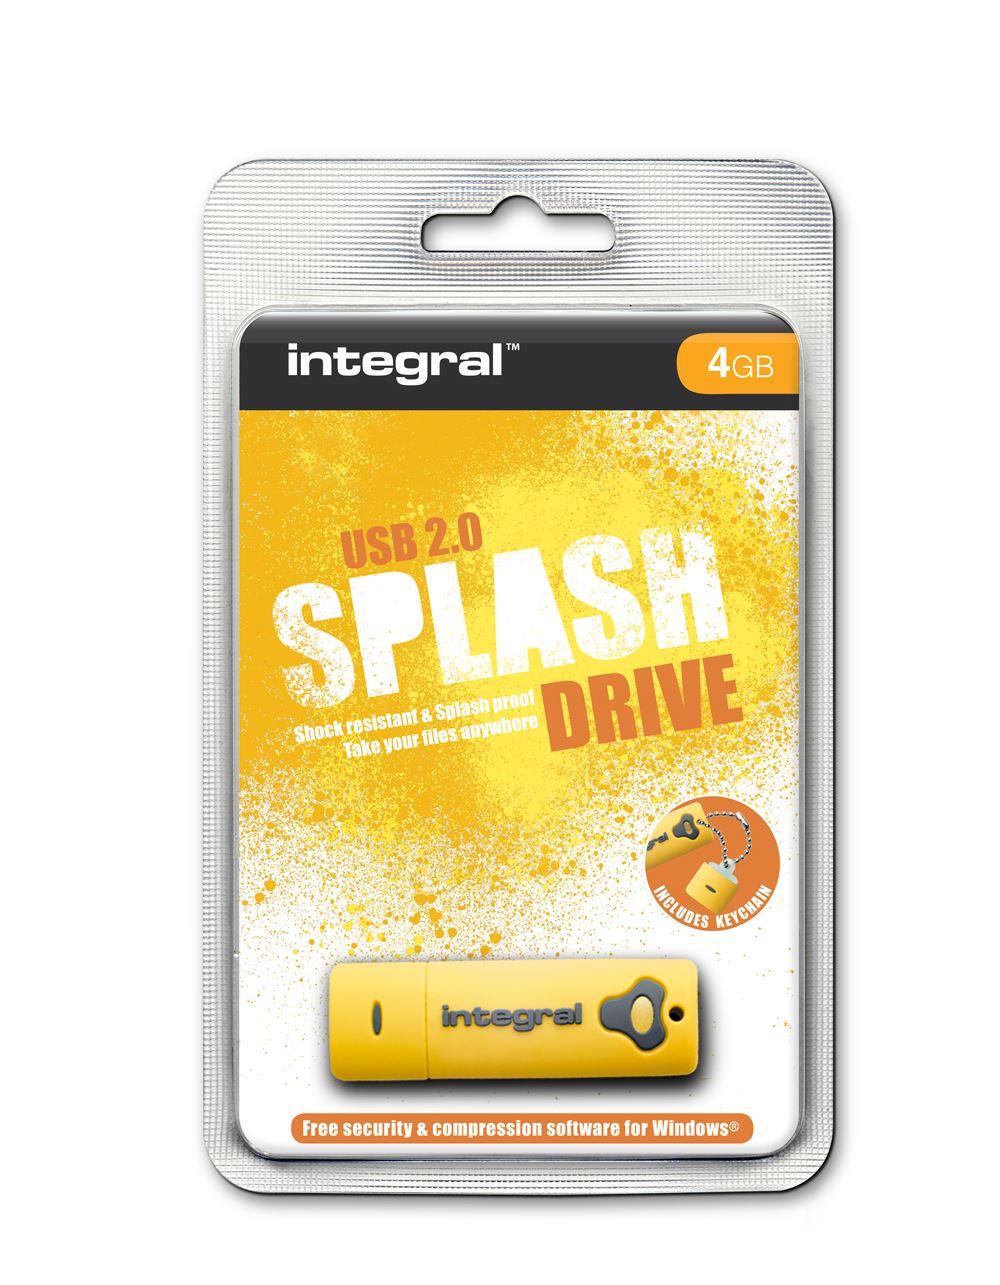 integral™
4GB
USB 2.0
SPLASH
DRIVE
Shock resistant & Splash proof
Take your files anywhere
gral
INCLUDES KEYCHAIN
integral
Free security & compression software for Windows®